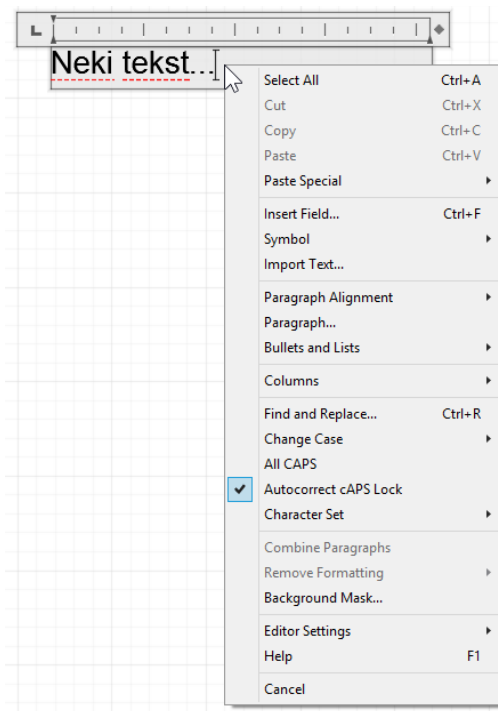 Neki tekst...
Select All Ctrl+A
Cut Ctrl+X
Copy Ctrl+C
Paste Ctrl+V
Paste Special
Insert Field... Ctrl+F
Symbol
Import Text...
Paragraph Alignment
Paragraph...
Bullets and Lists
Columns
Find and Replace... Ctrl+R
Change Case
All CAPS
Autocorrect cAPS Lock
Character Set
Combine Paragraphs
Remove Formatting
Background Mask...
Editor Settings
Help F1
Cancel